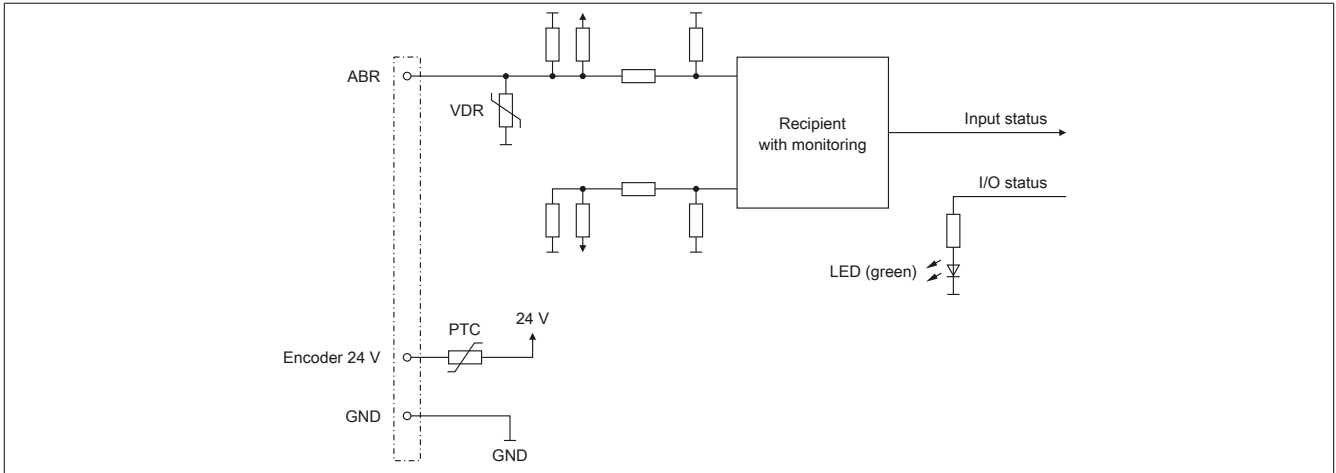 ABR
VDR
Recipient
with monitoring
Input status
I/O status
LED (green)
24 V
PTC
Encoder 24 V
GND
GND